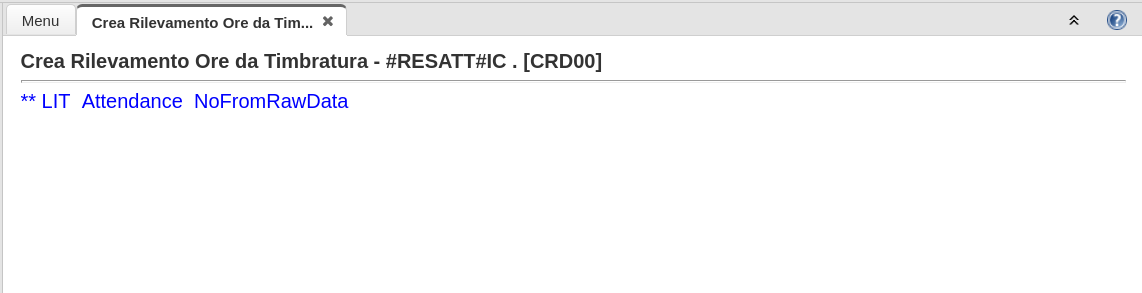 Menu
Crea Rilevamento Ore da Tim...
Crea Rilevamento Ore da Timbratura - #RESATT#IC . [CRD00]
** LIT Attendance NoFromRawData